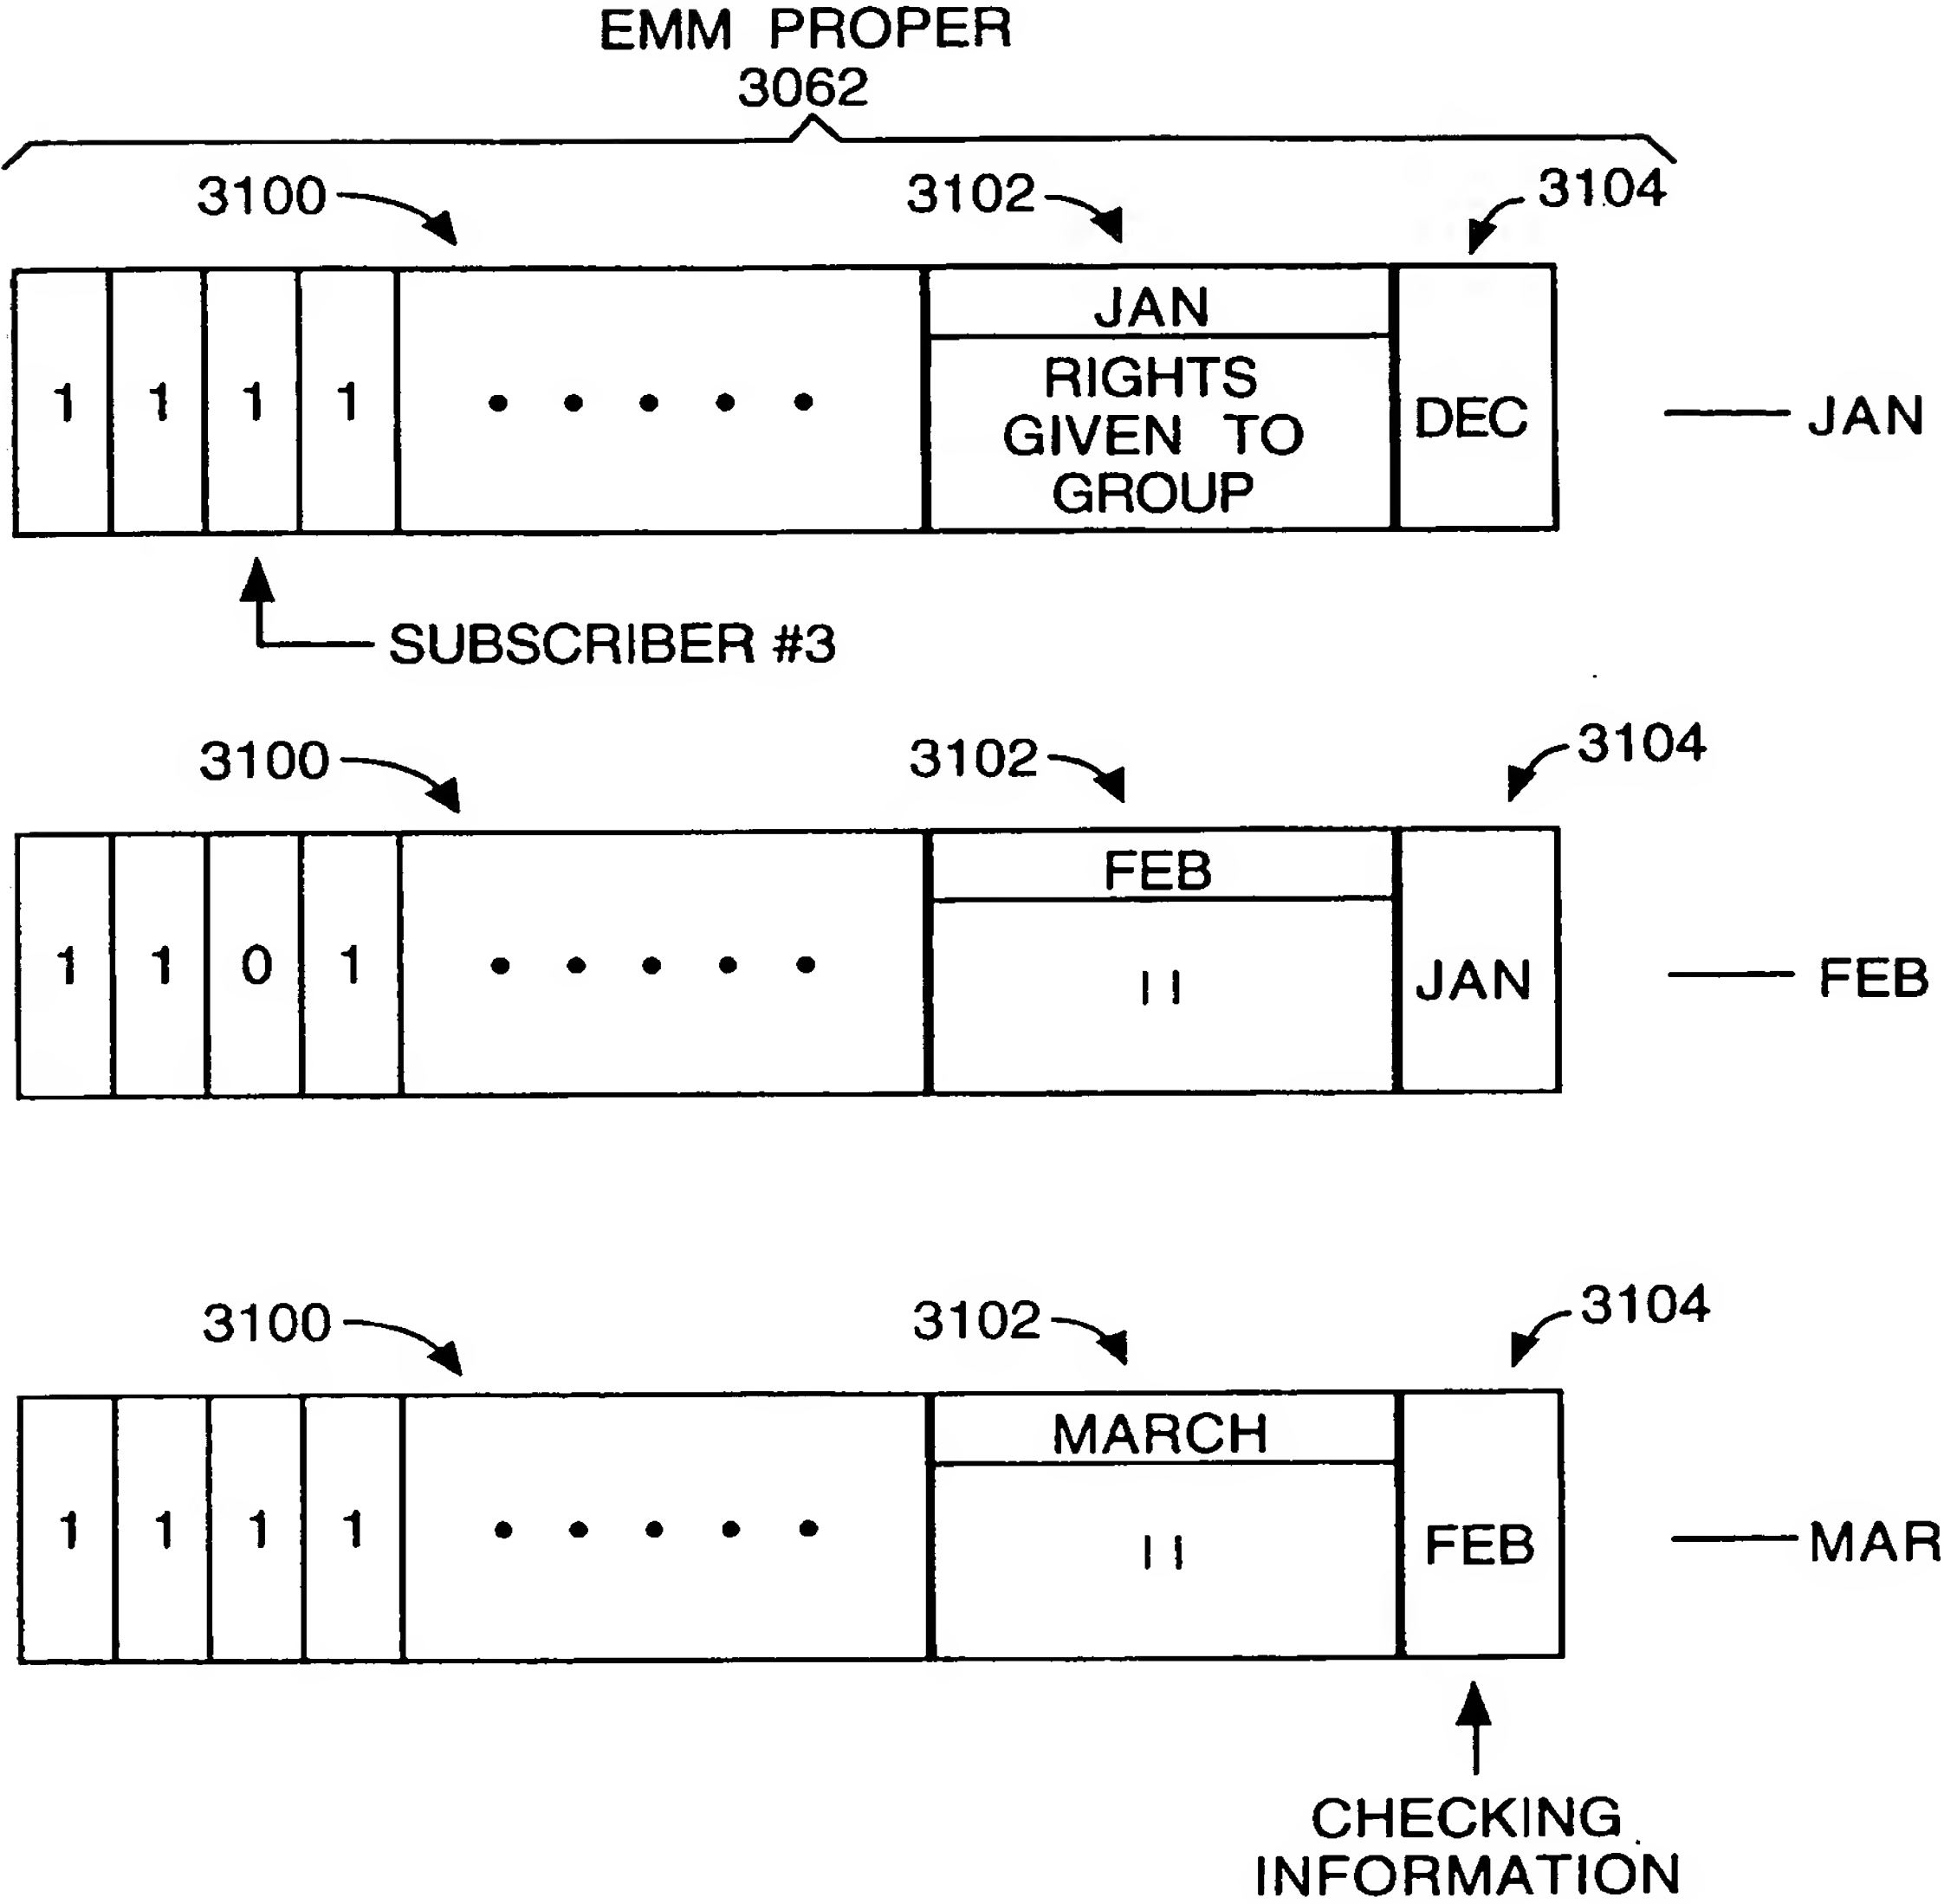 EMM PROPER
3062
3100 3102 3104
1 1 1 1 JAN DEC JAN
RIGHTS
GIVEN TO
GROUP
SUBSCRIBER #3
3100 3102 3104
1 1 0 1 FEB JAN FEB
"
3100 3102 3104
1 1 1 1 MARCH FEB MAR
"
CHECKING
INFORMATION